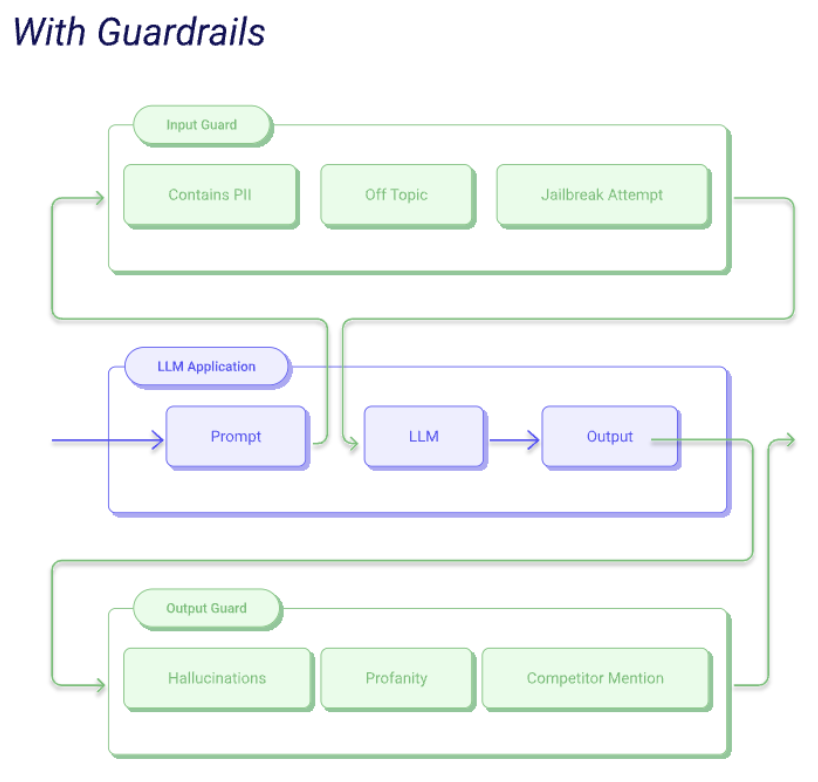 With Guardrails
Input Guard
Contains PII
Off Topic
Jailbreak Attempt
LLM Application
Prompt
LLM
Output
Output Guard
Hallucinations
Profanity
Competitor Mention